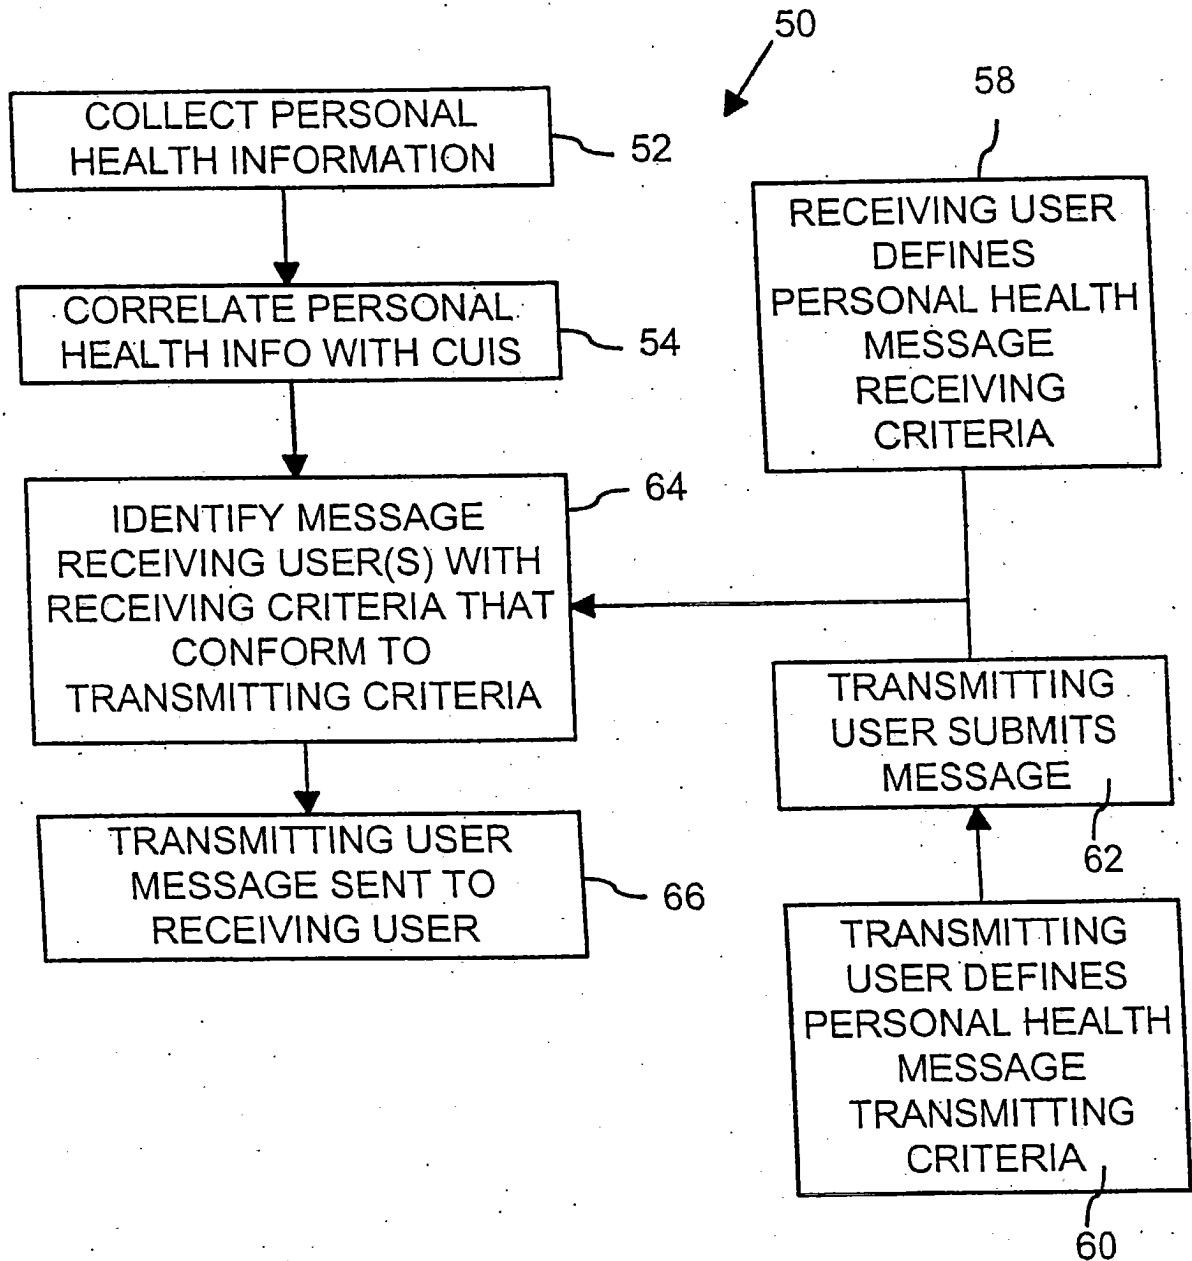 50
COLLECT PERSONAL
HEALTH INFORMATION
52
CORRELATE PERSONAL
HEALTH INFO WITH CUIS
54
IDENTIFY MESSAGE
RECEIVING USER(S) WITH
RECEIVING CRITERIA THAT
CONFORM TO
TRANSMITTING CRITERIA
64
TRANSMITTING USER
MESSAGE SENT TO
RECEIVING USER
66
58
RECEIVING USER
DEFINES
PERSONAL HEALTH
MESSAGE
RECEIVING
CRITERIA
TRANSMITTING
USER SUBMITS
MESSAGE
62
TRANSMITTING
USER DEFINES
PERSONAL HEALTH
MESSAGE
TRANSMITTING
CRITERIA
60